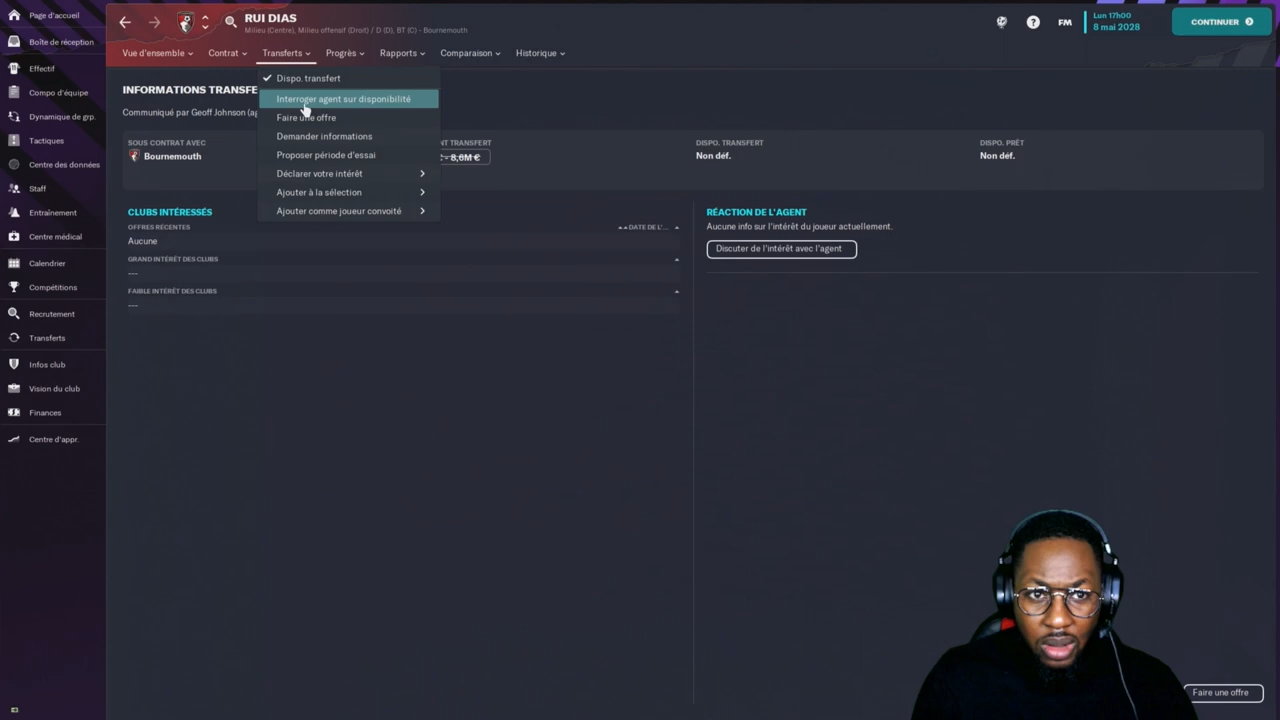 Page d'accueil
Boîte de réception
Effectif
Compo d'équipe
Dynamique de grp.
Tactiques
Centre des données
Staff
Entraînement
Centre médical
Calendrier
Compétitions
Recrutement
Transferts
Infos club
Vision du club
Finances
Centre d'appr.
RUI DIAS
Milieu (Centre), Milieu offensif (Droit) / D (D), BT (C) - Bournemouth
FM
Lun 17h00
8 mai 2028
CONTINUER
Vue d'ensemble
Contrat
Transferts
Progrès
Rapports
Comparaison
Historique
Dispo. transfert
Interroger agent sur disponibilité
Faire une offre
Demander informations
Proposer période d'essai
Déclarer votre intérêt
Ajouter à la sélection
Ajouter comme joueur convoité
INFORMATIONS TRANSFE
Communiqué par Geoff Johnson (ag
SOUS CONTRAT AVEC
Bournemouth
NT TRANSFERT
- 8,6M €
DISPO. TRANSFERT
Non déf.
DISPO. PRÊT
Non déf.
CLUBS INTÉRESSÉS
OFFRES RÉCENTES
DATE DE L'...
Aucune
GRAND INTÉRÊT DES CLUBS
---
FAIBLE INTÉRÊT DES CLUBS
---
RÉACTION DE L'AGENT
Aucune info sur l'intérêt du joueur actuellement.
Discuter de l'intérêt avec l'agent
Faire une offre